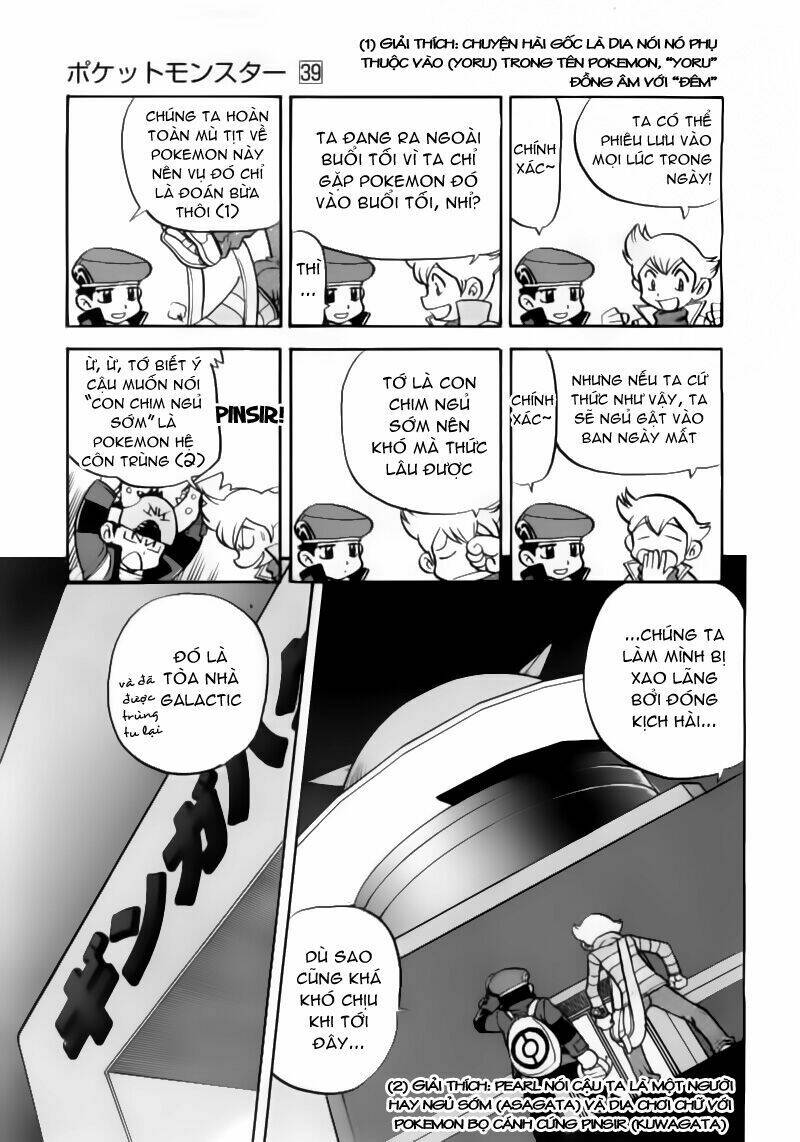 (1) GIẢI THÍCH: CHUYỆN HÀI GỐC LÀ DIA NÓI NÓ PHỤ
THUỘC VÀO (YORU) TRONG TÊN POKEMON, "YORU"
ĐỒNG ÂM VỚI "ĐÊM"
ポケットモンスター 39
TA CÓ THỂ
PHIÊU LƯU VÀO
MỌI LÚC TRONG
NGÀY!
CHÍNH
XÁC~
TA ĐANG RA NGOÀI
BUỔI TỐI VÌ TA CHỈ
GẶP POKEMON ĐÓ
VÀO BUỔI TỐI, NHỈ?
THÌ
...
CHÚNG TA HOÀN
TOÀN MÙ TỊT VỀ
POKEMON NÀY
NÊN VỤ ĐÓ CHỈ
LÀ ĐOÁN BỪA
THÔI (1)
NHƯNG NẾU TA CỨ
THỨC NHƯ VẬY, TA
SẼ NGỦ GẬT VÀO
BAN NGÀY MẤT
CHÍNH
XÁC~
TỚ LÀ CON
CHIM NGỦ
SỚM NÊN
KHÓ MÀ THỨC
LÂU ĐƯỢC
PINSIR!
Ừ, Ừ, TỚ BIẾT Ý
CẬU MUỐN NÓI
"CON CHIM NGỦ
SỚM" LÀ
POKEMON HỆ
CÔN TRÙNG (2)
...CHÚNG TA
LÀM MÌNH BỊ
XAO LÃNG
BỞI ĐÓNG
KỊCH HÀI...
DÙ SAO
CŨNG KHÁ
KHÓ CHỊU
KHI TỚI
ĐÂY...
ĐÓ LÀ
TÒA NHÀ
GALACTIC
và đã
được
trùng
tu lại
ギンガハ
(2) GIẢI THÍCH: PEARL NÓI CẬU TA LÀ MỘT NGƯỜI
HAY NGỦ SỚM (ASAGATA) VÀ DIA CHƠI CHỮ VỚI
POKEMON BỌ CÁNH CỨNG PINSIR (KUWAGATA)